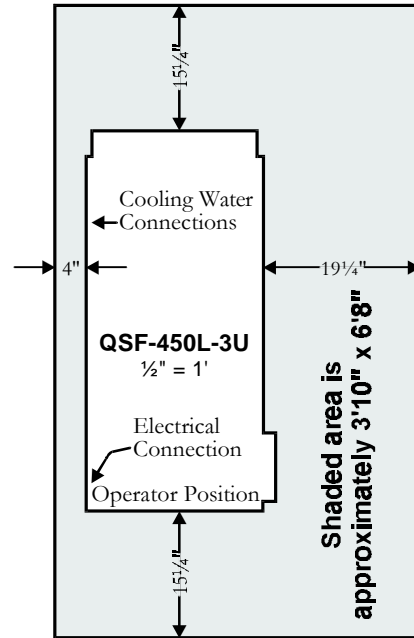 15¼"
Cooling Water
Connections
4"
19¼"
QSF-450L-3U
½" = 1'
Electrical
Connection
Operator Position
Shaded area is
approximately 3'10" x 6'8"
15¼"